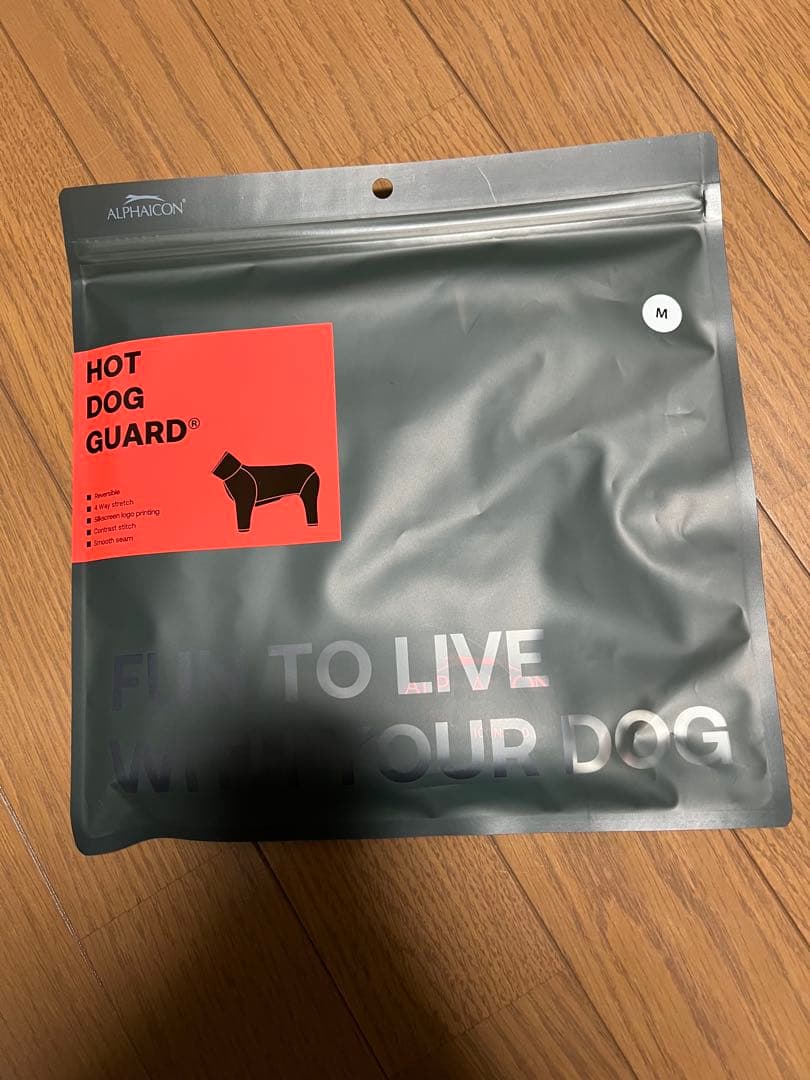 ALPHAICON®
M
HOT
DOG
GUARD®
Reversible
4 Way stretch
Silkscreen logo printing
Contrast stitch
Smooth seam
FUN TO LIVE
WITH YOUR DOG